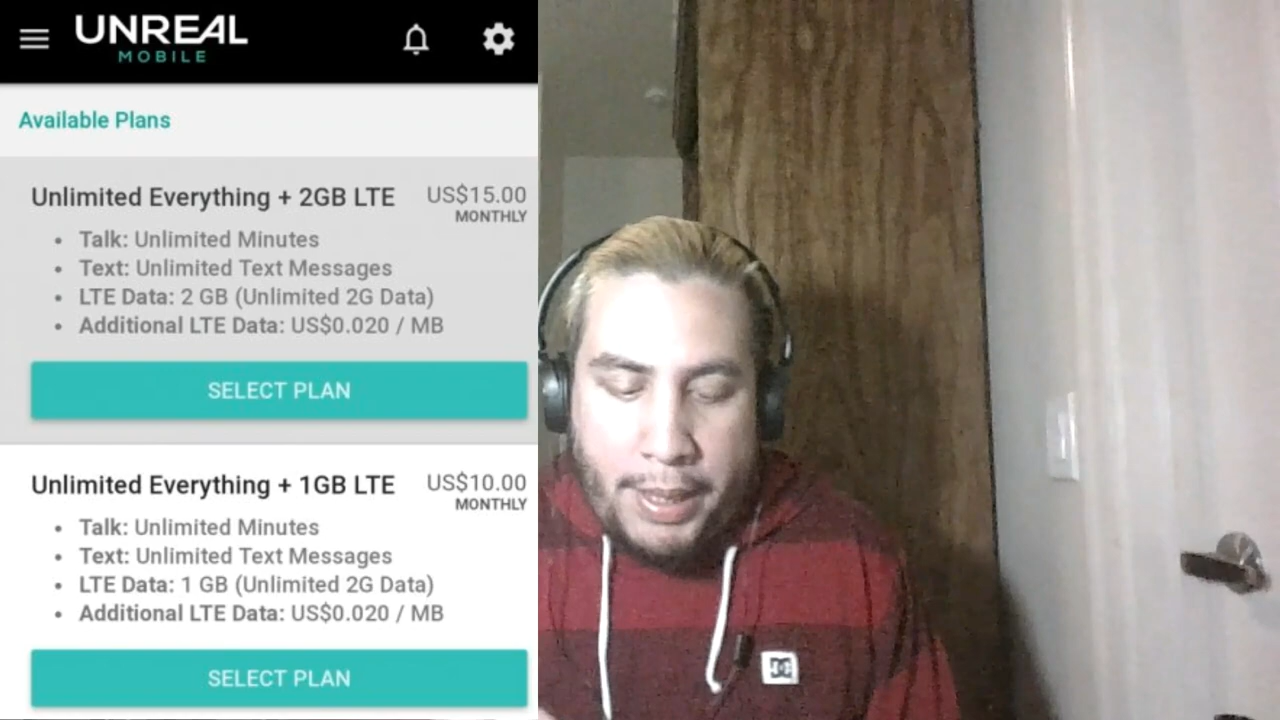 UNREAL
MOBILE
Available Plans
Unlimited Everything + 2GB LTE
US$15.00
MONTHLY
• Talk: Unlimited Minutes
• Text: Unlimited Text Messages
• LTE Data: 2 GB (Unlimited 2G Data)
• Additional LTE Data: US$0.020 / MB
SELECT PLAN
Unlimited Everything + 1GB LTE
US$10.00
MONTHLY
• Talk: Unlimited Minutes
• Text: Unlimited Text Messages
• LTE Data: 1 GB (Unlimited 2G Data)
• Additional LTE Data: US$0.020 / MB
SELECT PLAN
DC